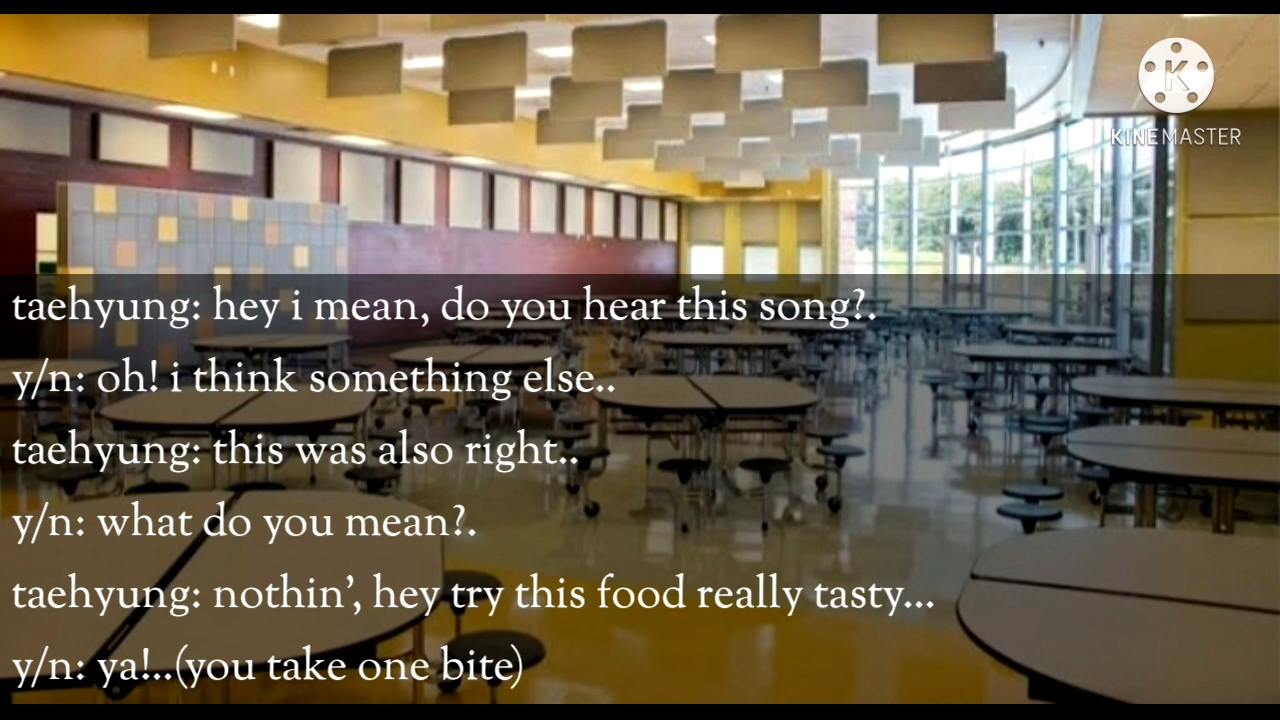 KINEMASTER
taehyung: hey i mean, do you hear this song?.
y/n: oh! i think something else..
taehyung: this was also right..
y/n: what do you mean?.
taehyung: nothin’, hey try this food really tasty...
y/n: ya!..(you take one bite)